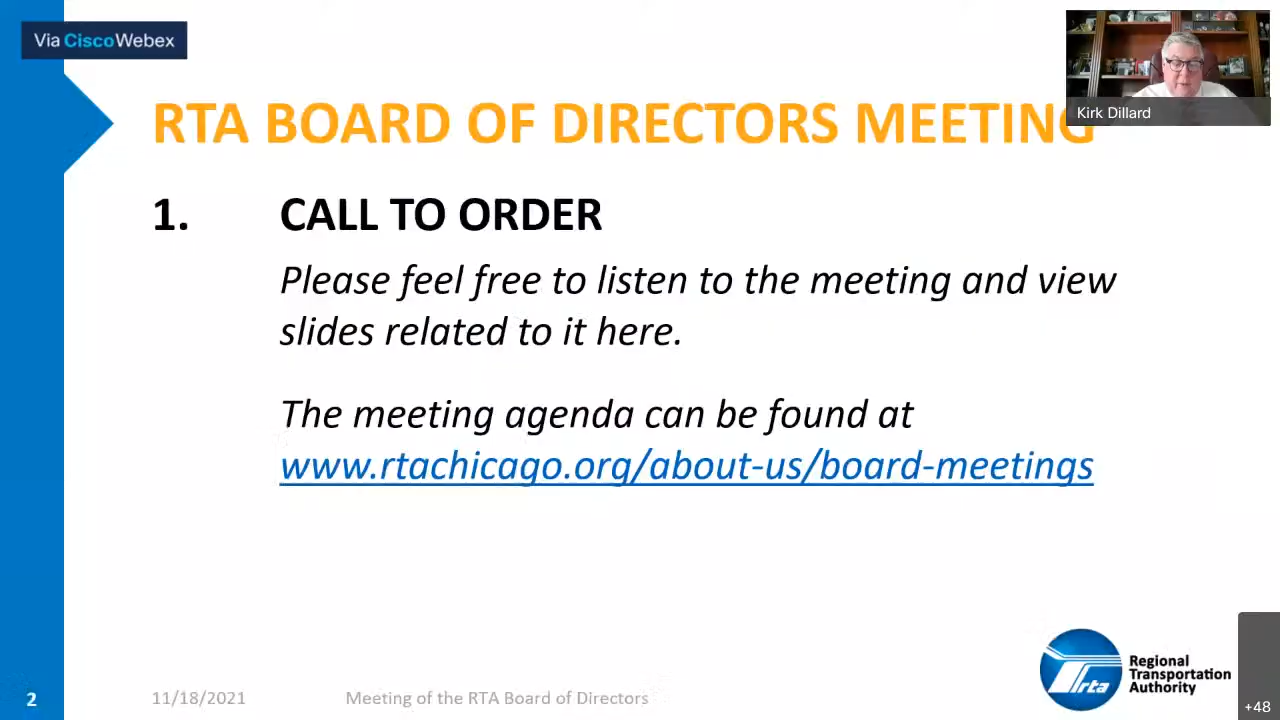 Via CiscoWebex
Kirk Dillard
RTA BOARD OF DIRECTORS MEETING
1. CALL TO ORDER
Please feel free to listen to the meeting and view
slides related to it here.
The meeting agenda can be found at
www.rtachicago.org/about-us/board-meetings
rta
Regional
Transportation
Authority
2 11/18/2021 Meeting of the RTA Board of Directors
+48